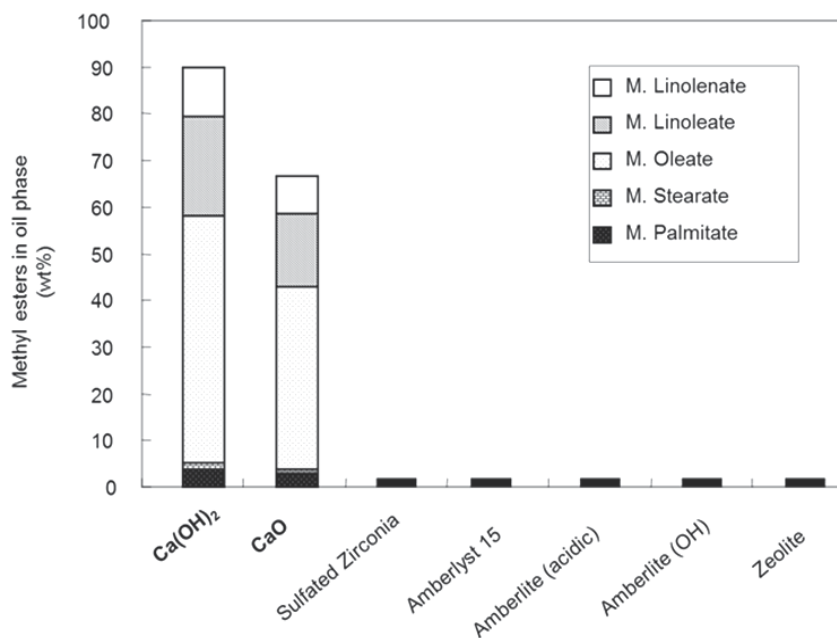 100
90
80
70
60
50
40
30
20
10
0
Methyl esters in oil phase
(wt%)
M. Linolenate
M. Linoleate
M. Oleate
M. Stearate
M. Palmitate
Ca(OH)₂
CaO
Sulfated Zirconia
Amberlyst 15
Amberlite (acidic)
Amberlite (OH)
Zeolite